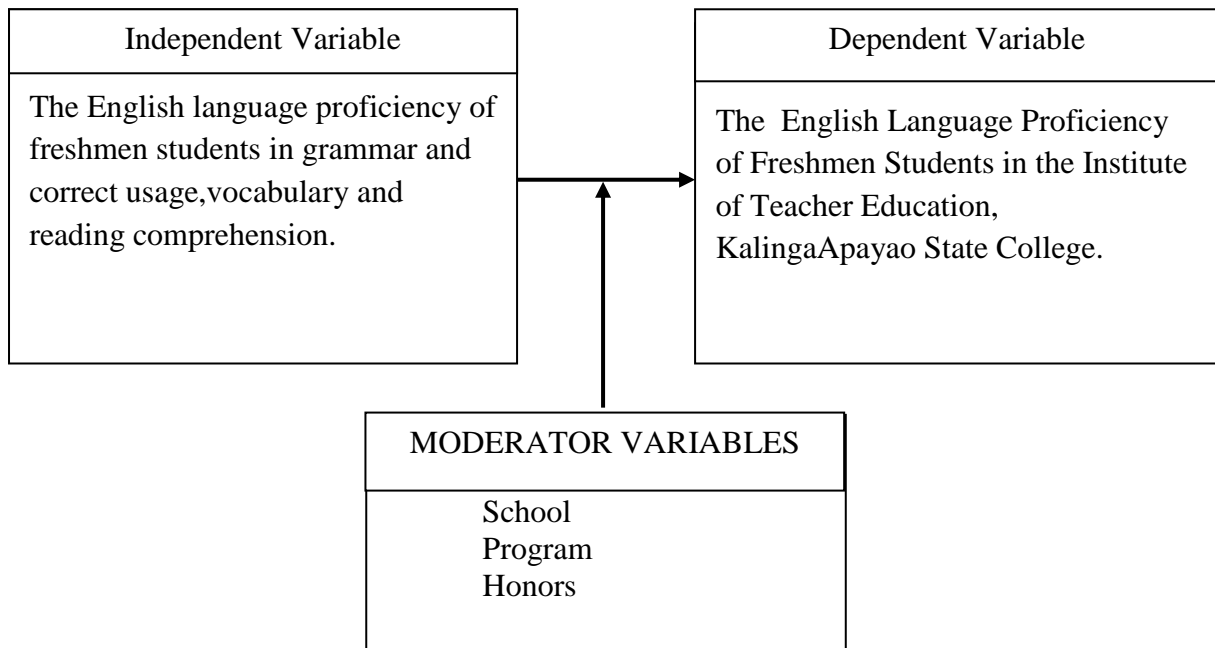 Independent Variable
The English language proficiency of
freshmen students in grammar and
correct usage,vocabulary and
reading comprehension.
Dependent Variable
The English Language Proficiency
of Freshmen Students in the Institute
of Teacher Education,
KalingaApayao State College.
MODERATOR VARIABLES
School
Program
Honors